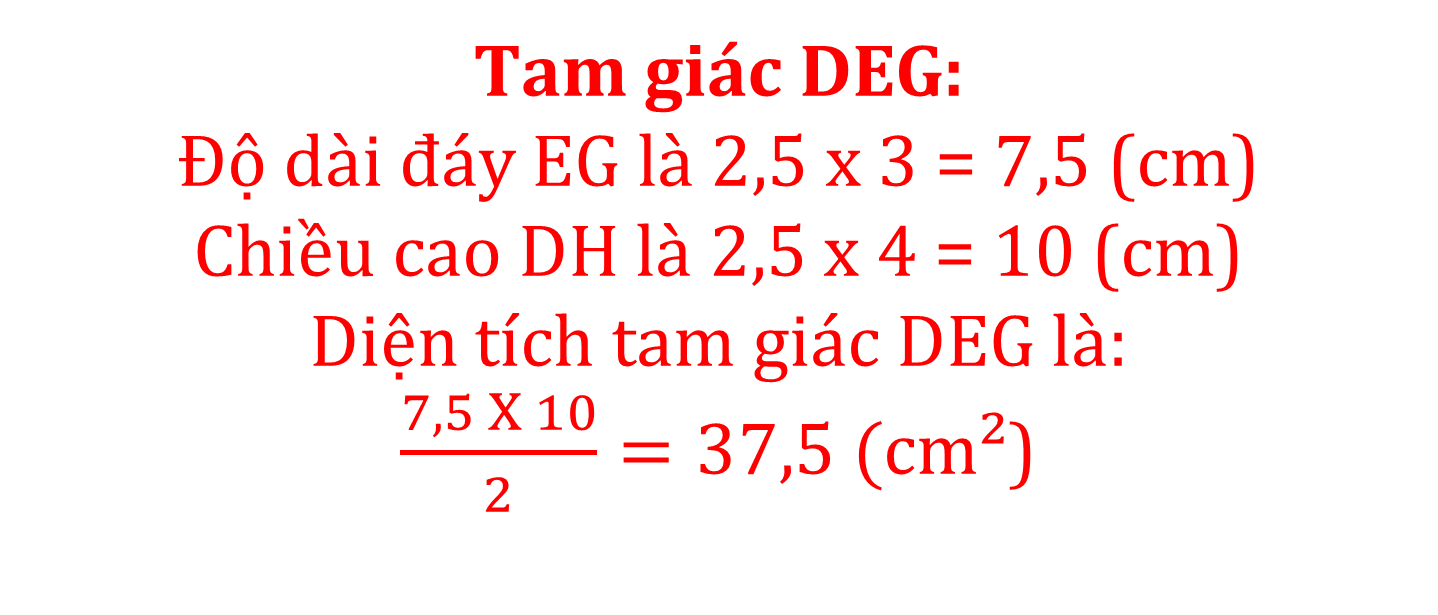 Tam giác DEG:
Độ dài đáy EG là 2,5 x 3 = 7,5 (cm)
Chiều cao DH là 2,5 x 4 = 10 (cm)
Diện tích tam giác DEG là:
7,5 X 10
2
= 37,5 (cm²)